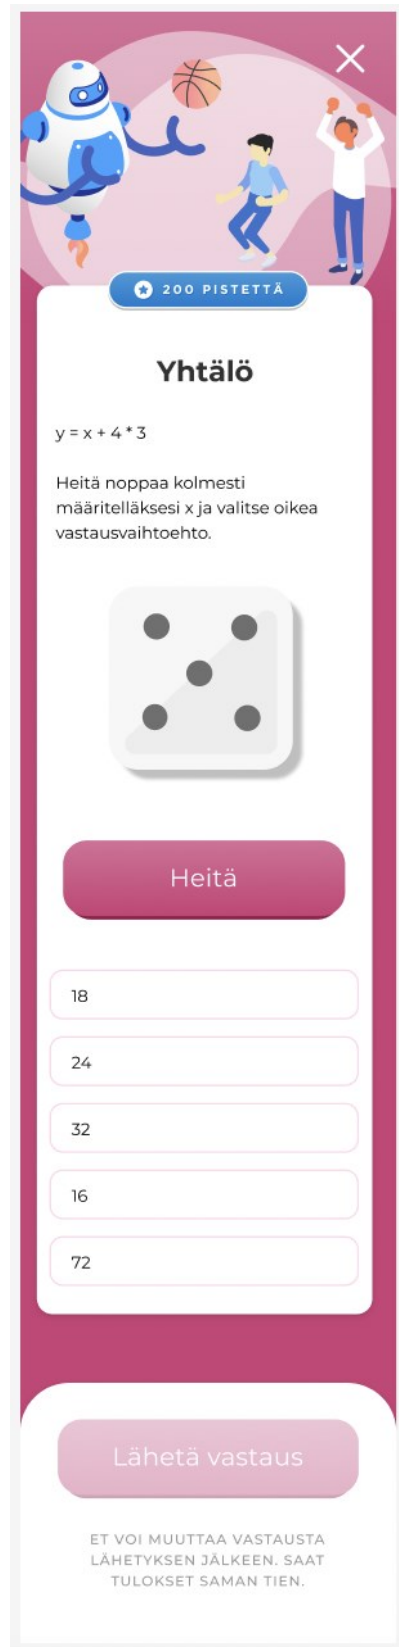 200 PISTETTÄ
Yhtälö
y = x + 4 * 3
Heitä noppaa kolmesti
määritelläksesi x ja valitse oikea
vastausvaihtoehto.
Heitä
18
24
32
16
72
Lähetä vastaus
ET VOI MUUTTAA VASTAUSTA
LÄHETYKSEN JÄLKEEN. SAAT
TULOKSET SAMAN TIEN.